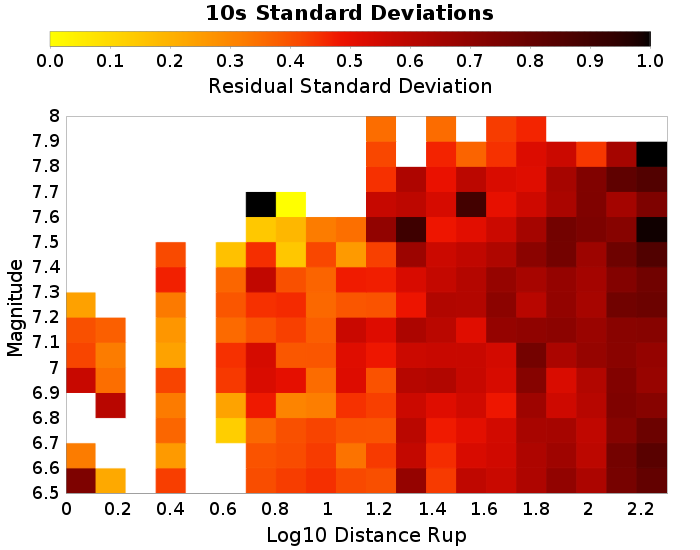 10s Standard Deviations
0.0 0.1 0.2 0.3 0.4 0.5 0.6 0.7 0.8 0.9 1.0
Residual Standard Deviation
8
7.9
7.8
7.7
7.6
7.5
7.4
7.3
7.2
7.1
7
6.9
6.8
6.7
6.6
6.5
Magnitude
0 0.2 0.4 0.6 0.8 1 1.2 1.4 1.6 1.8 2 2.2
Log10 Distance Rup